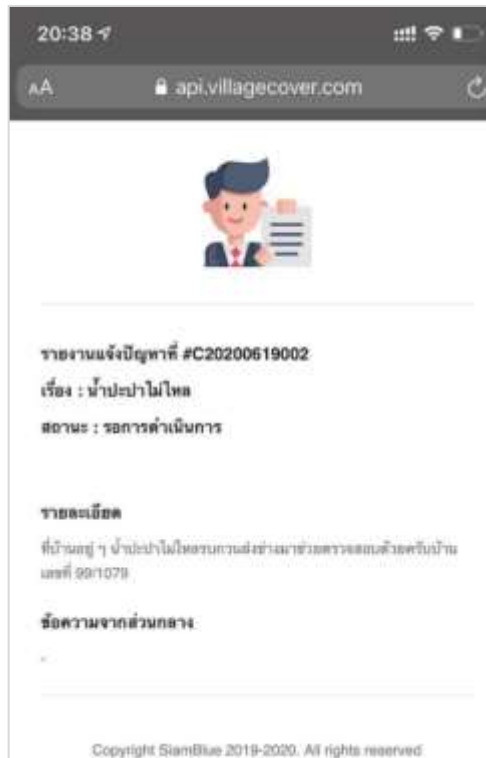 20:38
AA
api.villagecover.com
รายงานแจ้งปัญหาที่ #C20200619002
เรื่อง : น้ำปะปาไม่ไหล
สถานะ : รอการดำเนินการ
รายละเอียด
ที่บ้านอยู่ ๆ น้ำปะปาไม่ไหลรบกวนส่งช่างมาช่วยตรวจสอบด้วยครับบ้าน
เลขที่ 99/1079
ข้อความจากส่วนกลาง
-
Copyright SiamBlue 2019-2020. All rights reserved